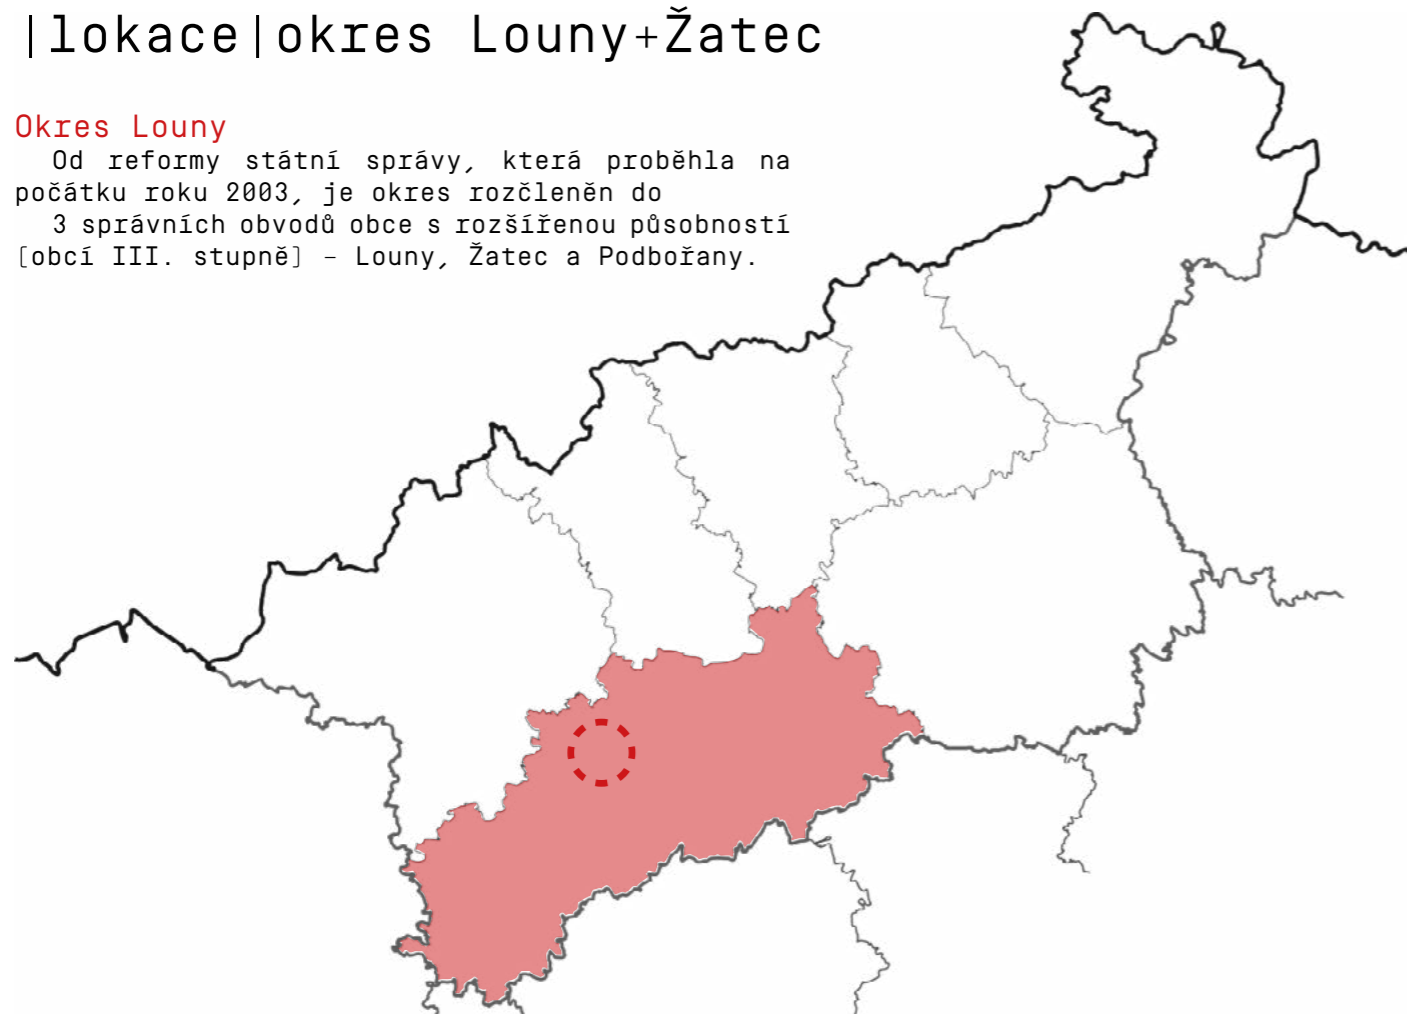 |lokace|okres Louny+Žatec
Okres Louny
Od reformy státní správy, která proběhla na
počátku roku 2003, je okres rozčleněn do
3 správních obvodů obce s rozšířenou působností
[obcí III. stupně] – Louny, Žatec a Podbořany.